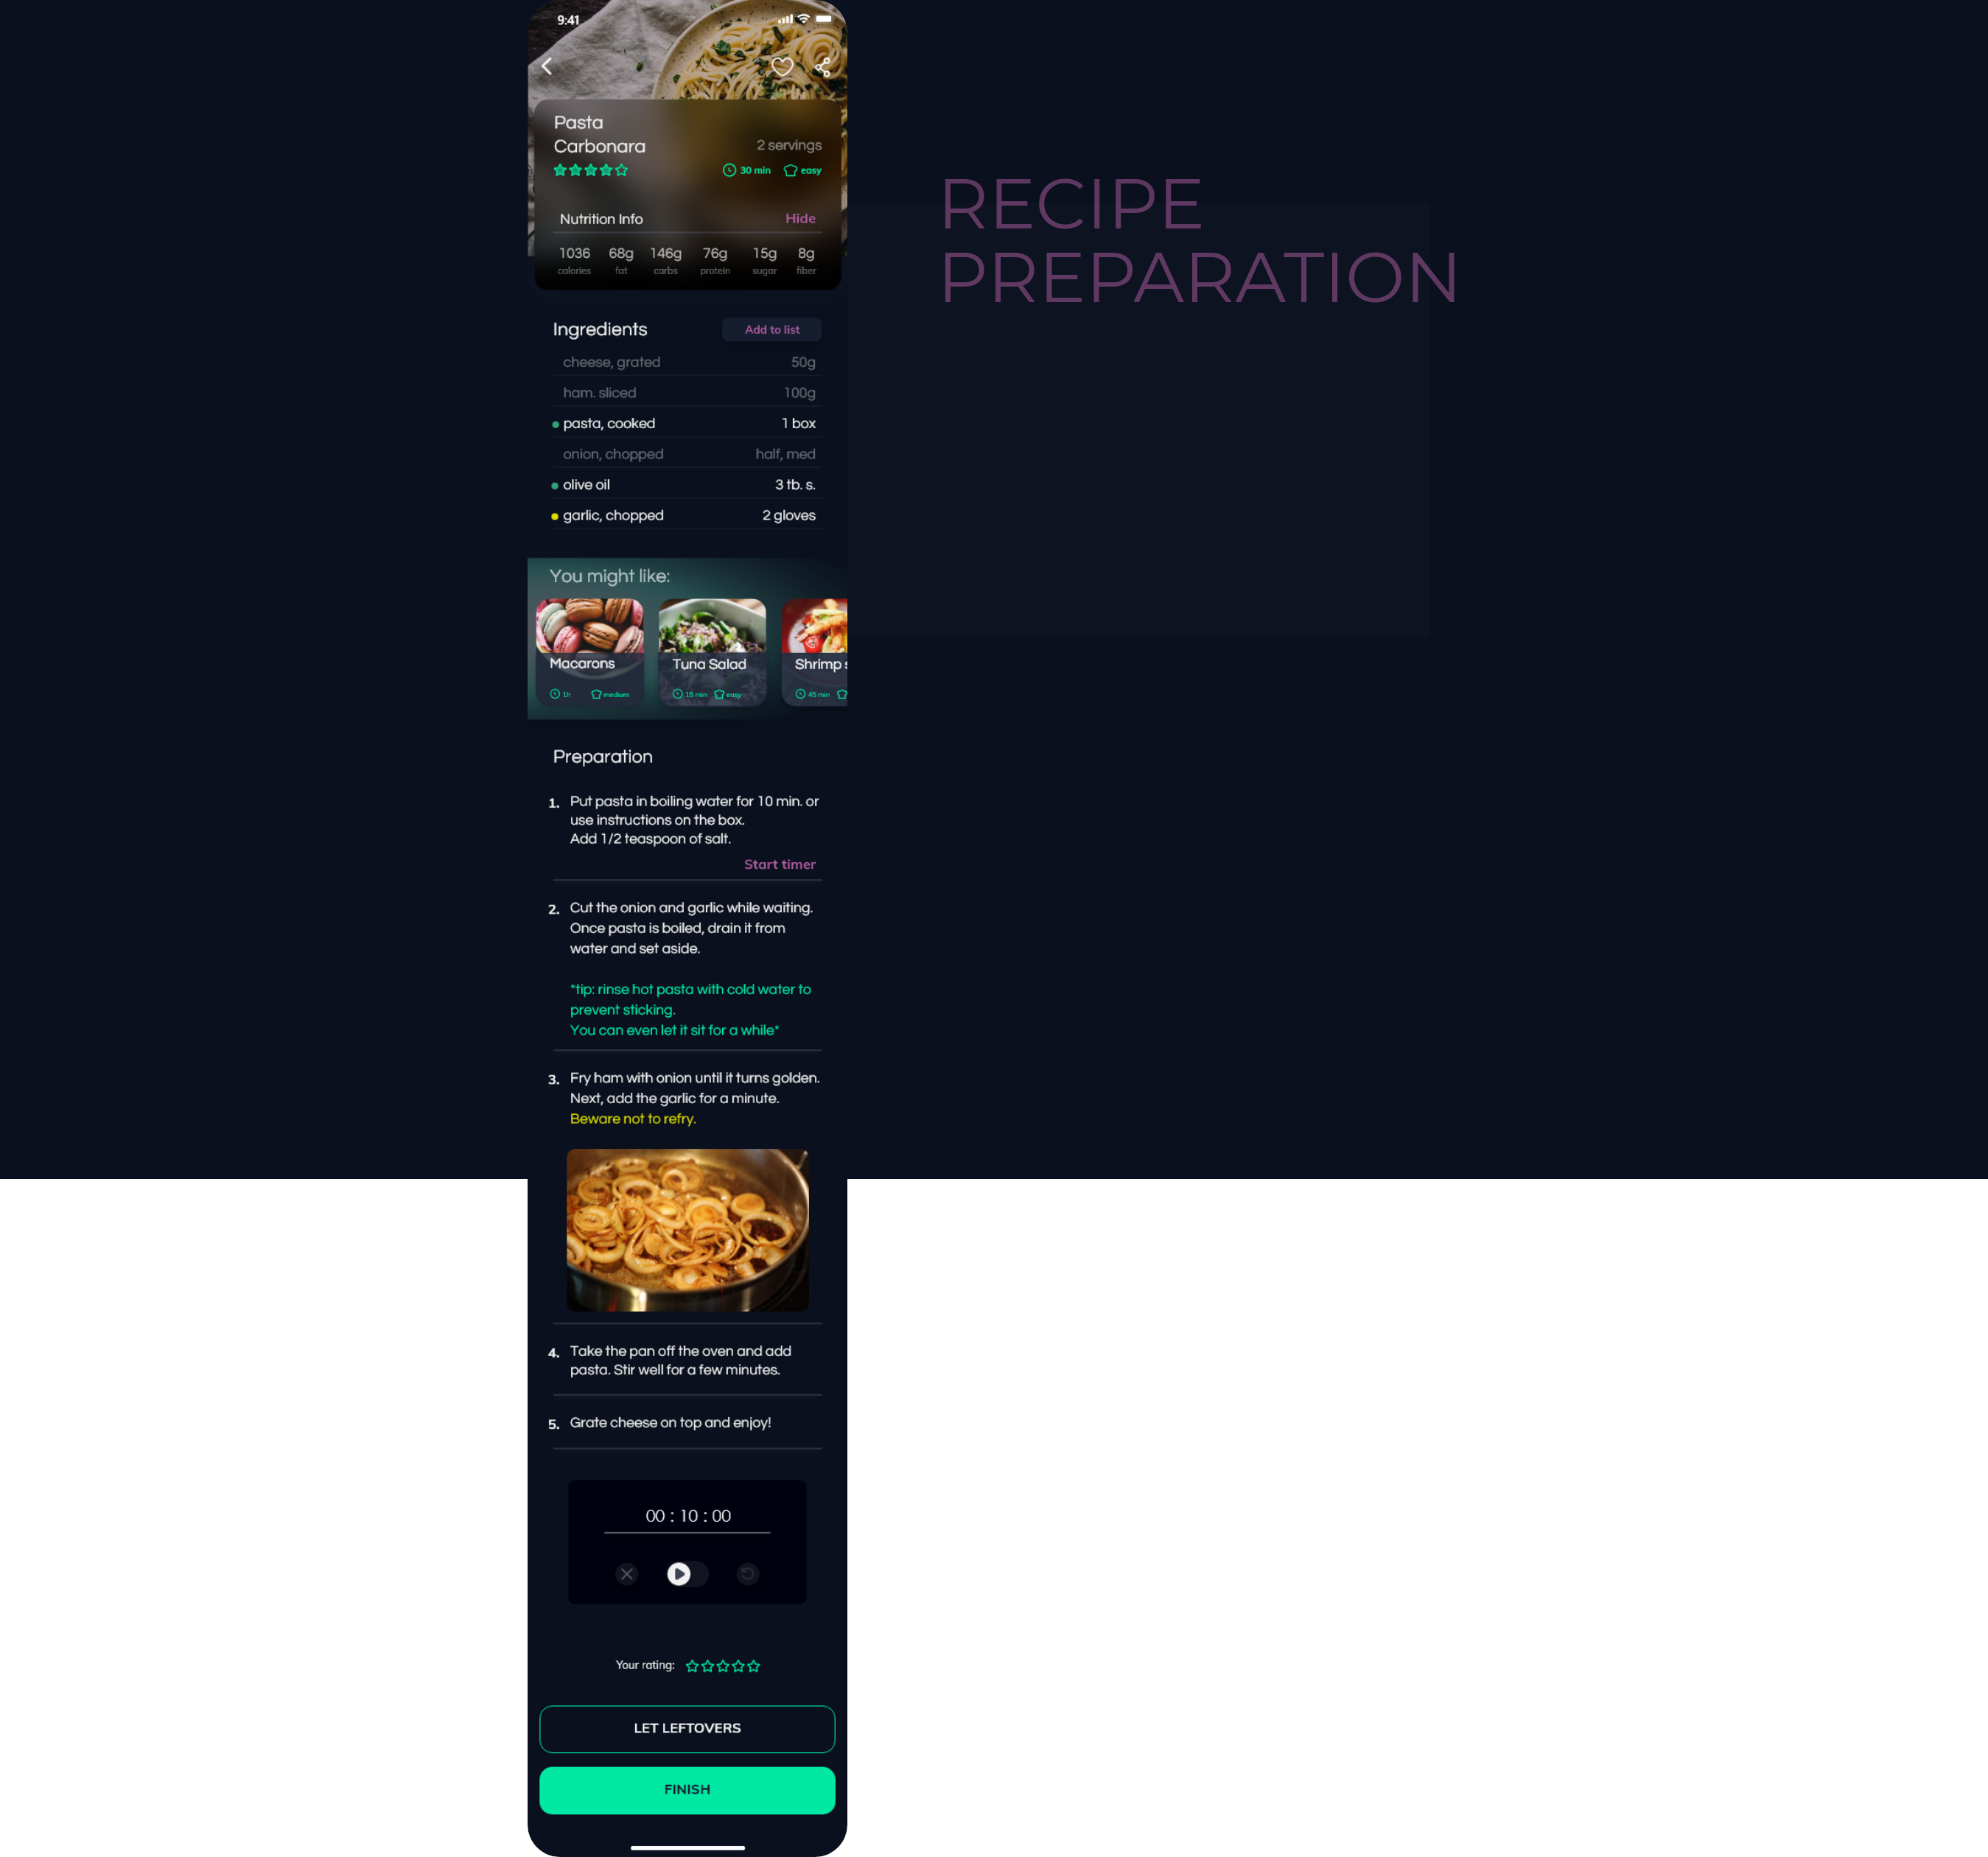 9:41
Pasta
Carbonara
2 servings
30 min easy
Nutrition Info Hide
1036 68g 146g 76g 15g 8g
calories fat carbs protein sugar fiber
RECIPE
PREPARATION
Ingredients Add to list
cheese, grated 50g
ham. sliced 100g
pasta, cooked 1 box
onion, chopped half, med
olive oil 3 tb. s.
garlic, chopped 2 gloves
You might like:
Macarons Tuna Salad Shrimp s
1h medium 15 min easy 45 min
Preparation
1. Put pasta in boiling water for 10 min. or
use instructions on the box.
Add 1/2 teaspoon of salt.
Start timer
2. Cut the onion and garlic while waiting.
Once pasta is boiled, drain it from
water and set aside.
*tip: rinse hot pasta with cold water to
prevent sticking.
You can even let it sit for a while*
3. Fry ham with onion until it turns golden.
Next, add the garlic for a minute.
Beware not to refry.
4. Take the pan off the oven and add
pasta. Stir well for a few minutes.
5. Grate cheese on top and enjoy!
00 : 10 : 00
Your rating:
LET LEFTOVERS
FINISH